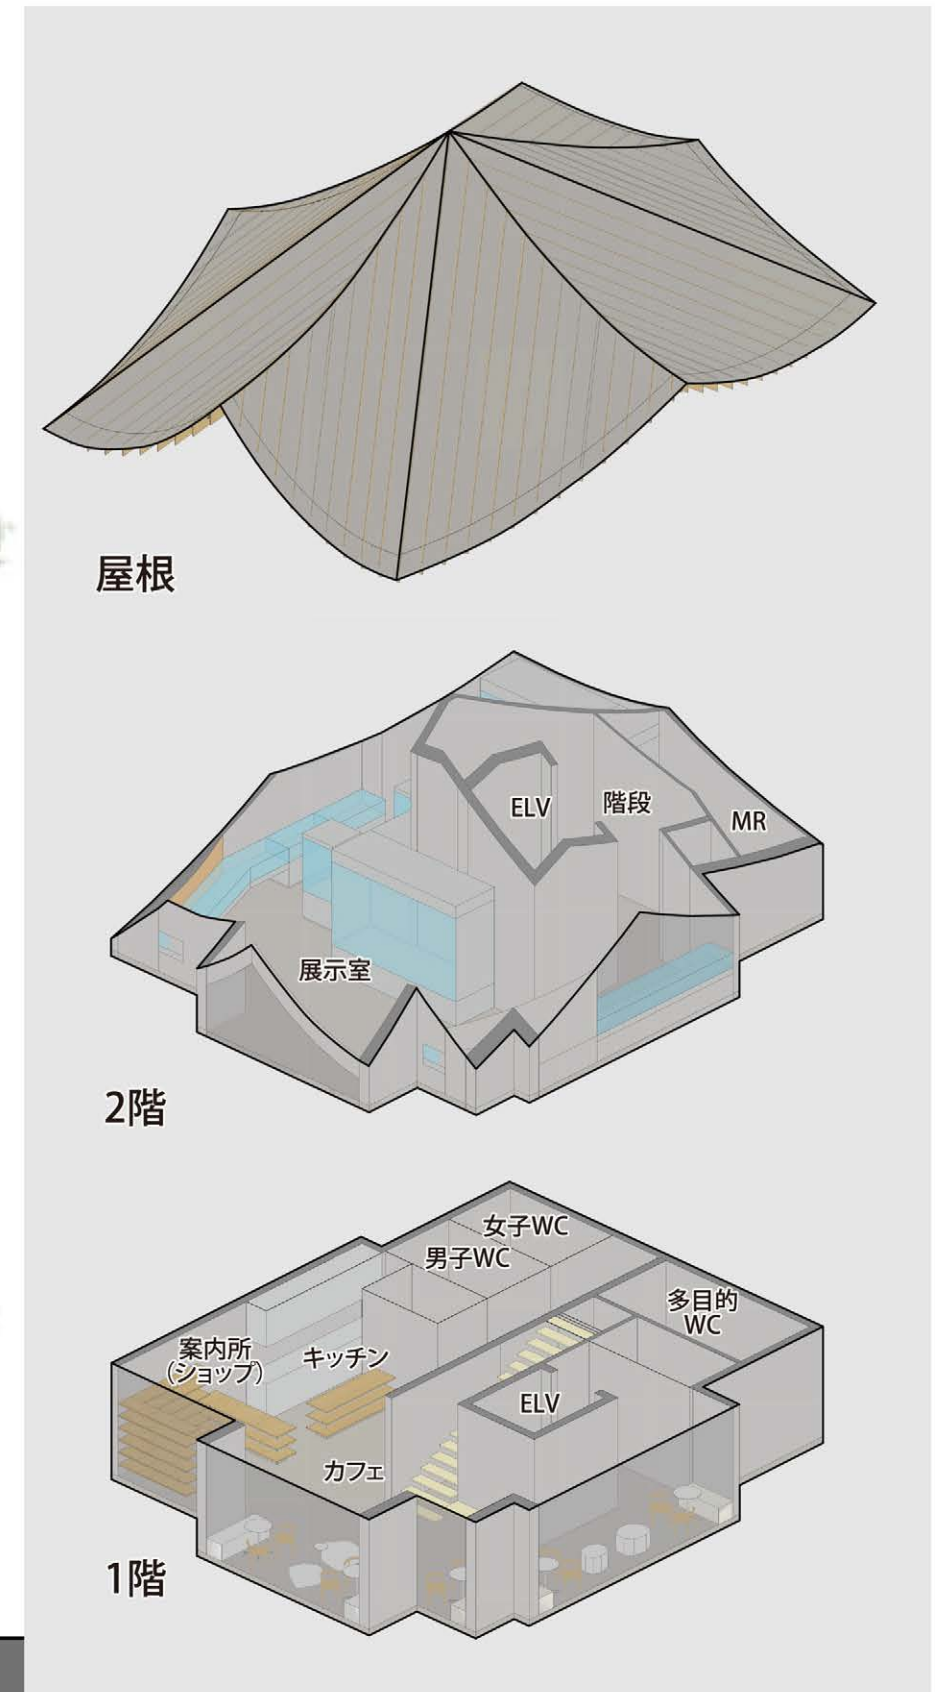 屋根
ELV
階段
MR
展示室
2階
女子WC
男子WC
多目的
WC
案内所
(ショップ)
キッチン
ELV
カフェ
1階